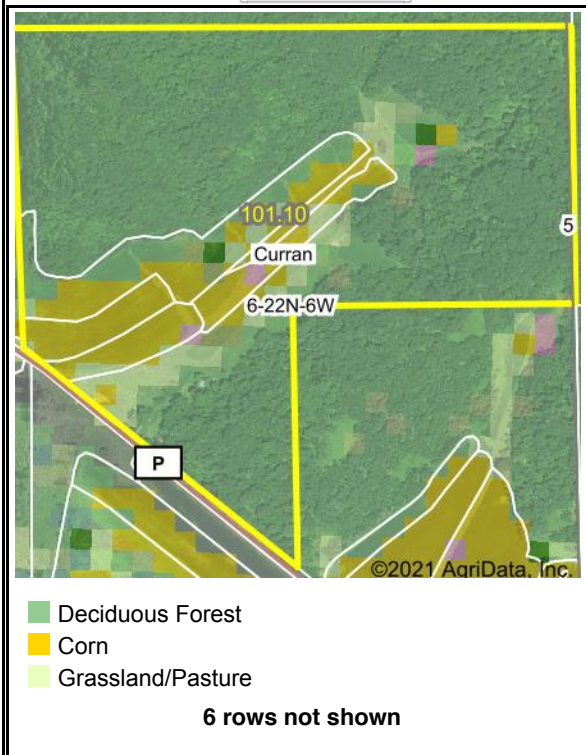 101.10
5
Curran
6-22N-6W
P
©2021 AgriData, Inc.
Deciduous Forest
Corn
Grassland/Pasture
6 rows not shown